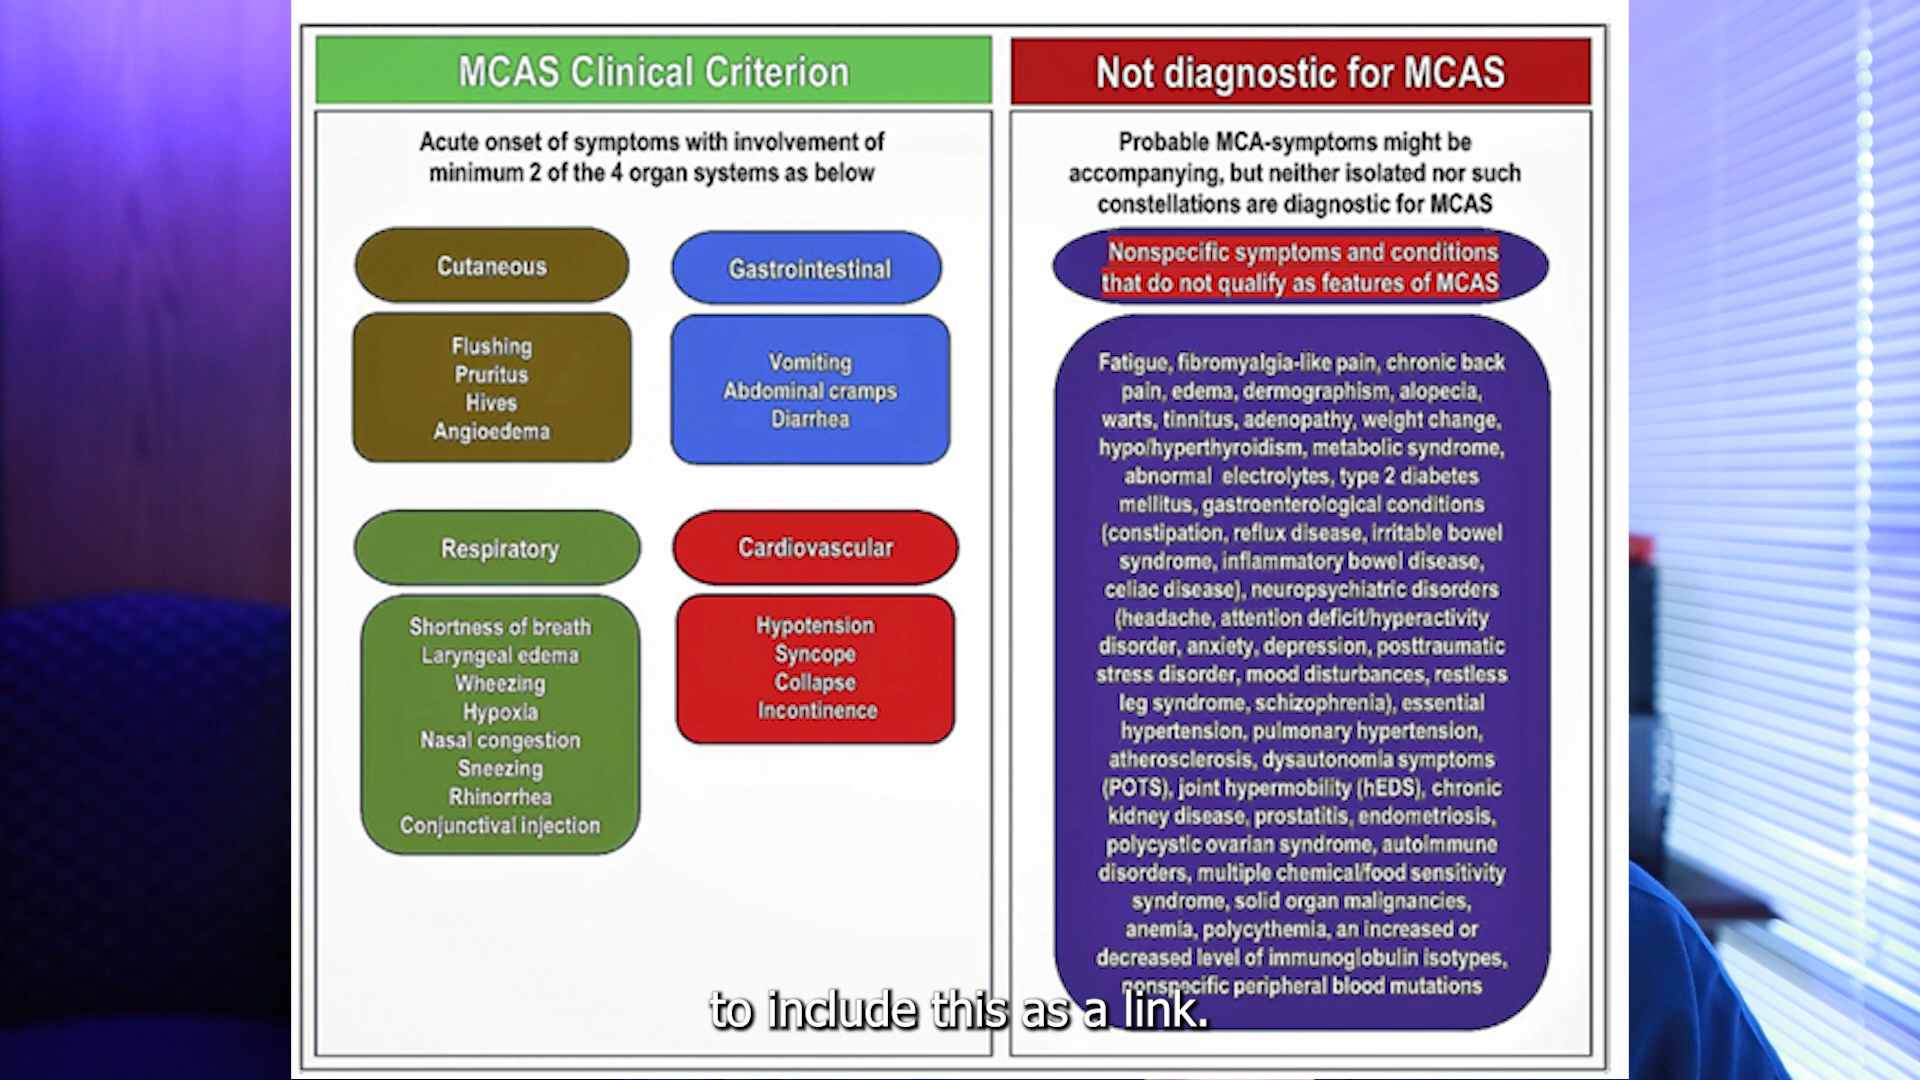 MCAS Clinical Criterion
Acute onset of symptoms with involvement of
minimum 2 of the 4 organ systems as below
Cutaneous
Flushing
Pruritus
Hives
Angioedema
Gastrointestinal
Vomiting
Abdominal cramps
Diarrhea
Respiratory
Shortness of breath
Laryngeal edema
Wheezing
Hypoxia
Nasal congestion
Sneezing
Rhinorrhea
Conjunctival injection
Cardiovascular
Hypotension
Syncope
Collapse
Incontinence
Not diagnostic for MCAS
Probable MCA-symptoms might be
accompanying, but neither isolated nor such
constellations are diagnostic for MCAS
Nonspecific symptoms and conditions
that do not qualify as features of MCAS
Fatigue, fibromyalgia-like pain, chronic back
pain, edema, dermographism, alopecia,
warts, tinnitus, adenopathy, weight change,
hypo/hyperthyroidism, metabolic syndrome,
abnormal electrolytes, type 2 diabetes
mellitus, gastroenterological conditions
(constipation, reflux disease, irritable bowel
syndrome, inflammatory bowel disease,
celiac disease), neuropsychiatric disorders
(headache, attention deficit/hyperactivity
disorder, anxiety, depression, posttraumatic
stress disorder, mood disturbances, restless
leg syndrome, schizophrenia), essential
hypertension, pulmonary hypertension,
atherosclerosis, dysautonomia symptoms
(POTS), joint hypermobility (hEDS), chronic
kidney disease, prostatitis, endometriosis,
polycystic ovarian syndrome, autoimmune
disorders, multiple chemical/food sensitivity
syndrome, solid organ malignancies,
anemia, polycythemia, an increased or
decreased level of immunoglobulin isotypes,
nonspecific peripheral blood mutations
to include this as a link.